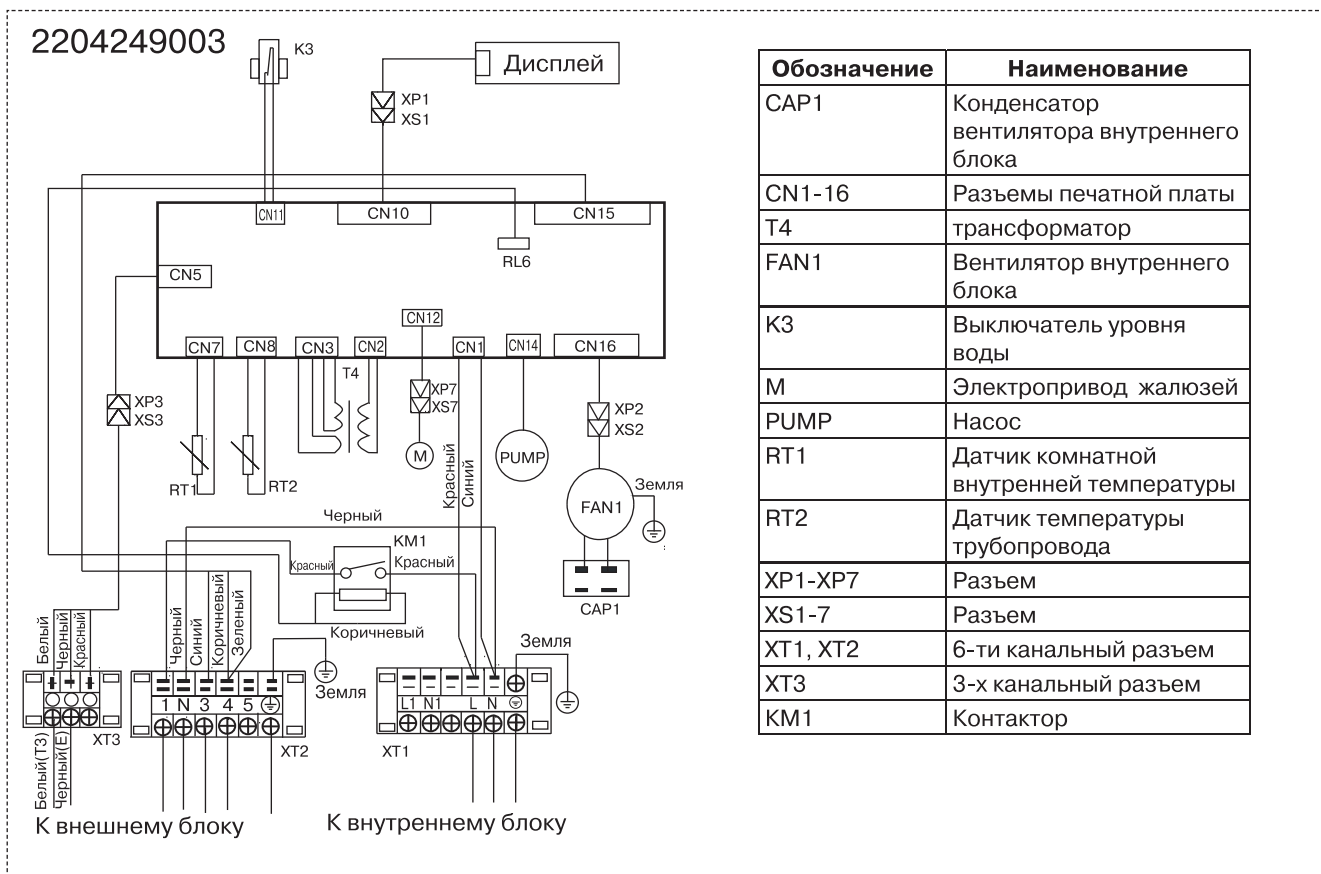 2204249003
K3
Дисплей
XP1
XS1
CN11
CN10
CN15
RL6
CN5
CN12
CN7
CN8
CN3
CN2
CN1
CN14
CN16
T4
XP3
XS3
XP7
XS7
XP2
XS2
M
PUMP
RT1
RT2
Красный
Синий
FAN1
Земля
Черный
KM1
Красный
Красный
CAP1
Коричневый
Белый
Черный
Красный
Черный
Синий
Коричневый
Зеленый
Земля
Земля
1 N 3 4 5
L1 N1 L N
XT3
XT2
XT1
Белый(Т3)
Черный(Е)
К внешнему блоку
К внутреннему блоку
Обозначение Наименование
CAP1 Конденсатор
вентилятора внутреннего
блока
CN1-16 Разъемы печатной платы
T4 трансформатор
FAN1 Вентилятор внутреннего
блока
K3 Выключатель уровня
воды
M Электропривод жалюзей
PUMP Насос
RT1 Датчик комнатной
внутренней температуры
RT2 Датчик температуры
трубопровода
XP1-XP7 Разъем
XS1-7 Разъем
XT1, XT2 6-ти канальный разъем
XT3 3-х канальный разъем
KM1 Контактор